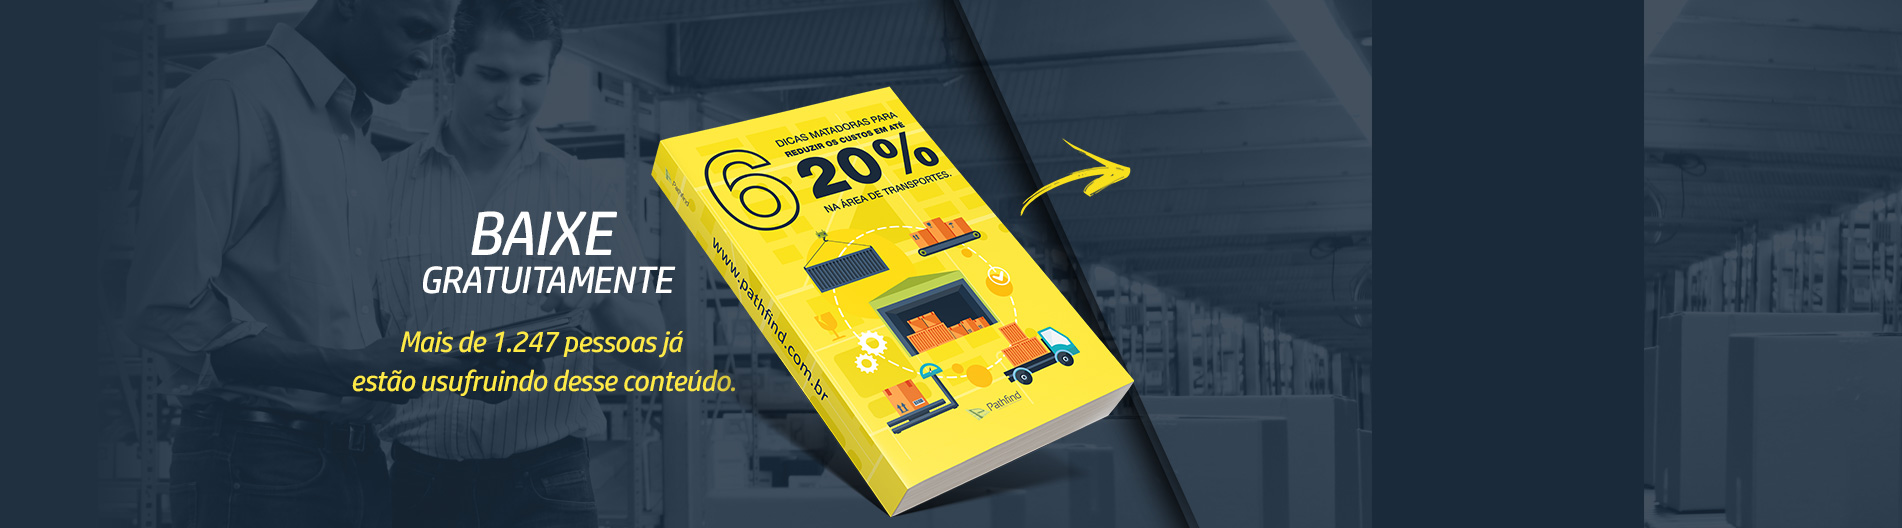 BAIXE
GRATUITAMENTE
Mais de 1.247 pessoas já
estão usufruindo desse conteúdo.
6
DICAS MATADORAS PARA
REDUZIR OS CUSTOS EM ATÉ
20%
NA ÁREA DE TRANSPORTES.
Pathfind
www.pathfind.com.br
Pathfind